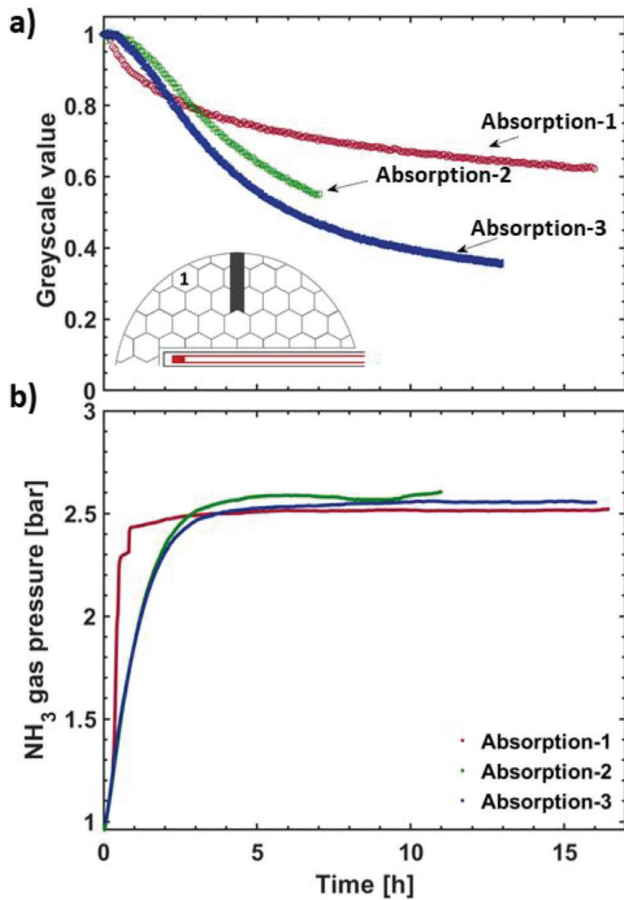 a)
1
0.8
0.6
0.4
0.2
0
Greyscale value
Absorption-1
Absorption-2
Absorption-3
1
b)
3
2.5
2
1.5
1
NH₃ gas pressure [bar]
Absorption-1
Absorption-2
Absorption-3
0
5
10
15
Time [h]